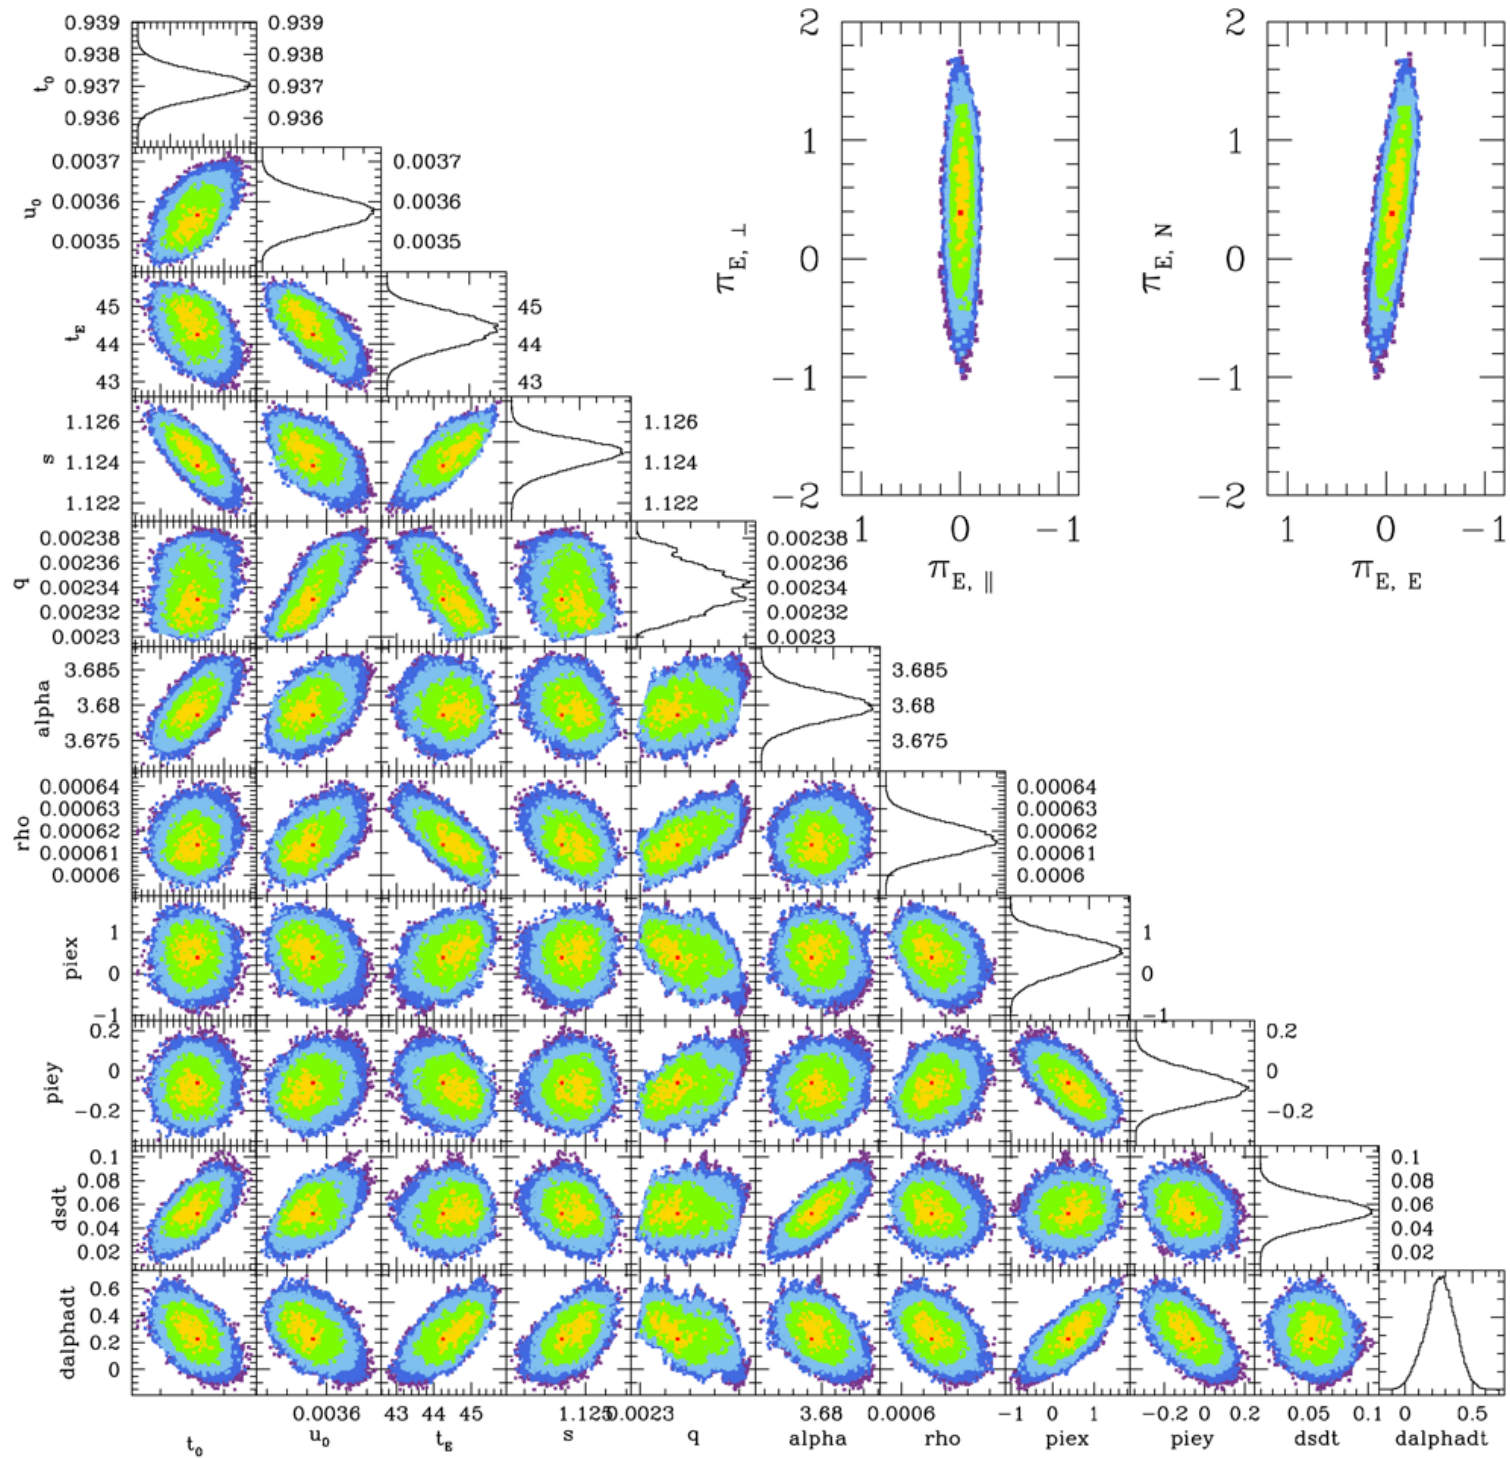 0.939 0.939
0.938 0.938
t₀ 0.937 0.937
0.936 0.936
0.0037 0.0037
u₀ 0.0036 0.0036
0.0035 0.0035
45 45
t_E 44 44
43 43
1.126 1.126
s 1.124 1.124
1.122 1.122
0.00238 0.00238
0.00236 0.00236
q 0.00234 0.00234
0.00232 0.00232
0.0023 0.0023
3.685 3.685
alpha 3.68 3.68
3.675 3.675
0.00064 0.00064
0.00063 0.00063
rho 0.00062 0.00062
0.00061 0.00061
0.0006 0.0006
1 1
piex 0 0
−1 −1
0.2 0.2
piey 0 0
−0.2 −0.2
0.1 0.1
0.08 0.08
dsdt 0.06 0.06
0.04 0.04
0.02 0.02
0.6
0.4
dalphadt 0.2
0
0.0036 43 44 45 1.125 0.0023 3.68 0.0006 −1 0 1 −0.2 0 0.2 0.05 0.1 0 0.5
t₀ u₀ t_E s q alpha rho piex piey dsdt dalphadt
2
1
π_E, ⊥
0
−1
−2
1 0 −1
π_E, ∥
2
1
π_E, N
0
−1
−2
1 0 −1
π_E, E